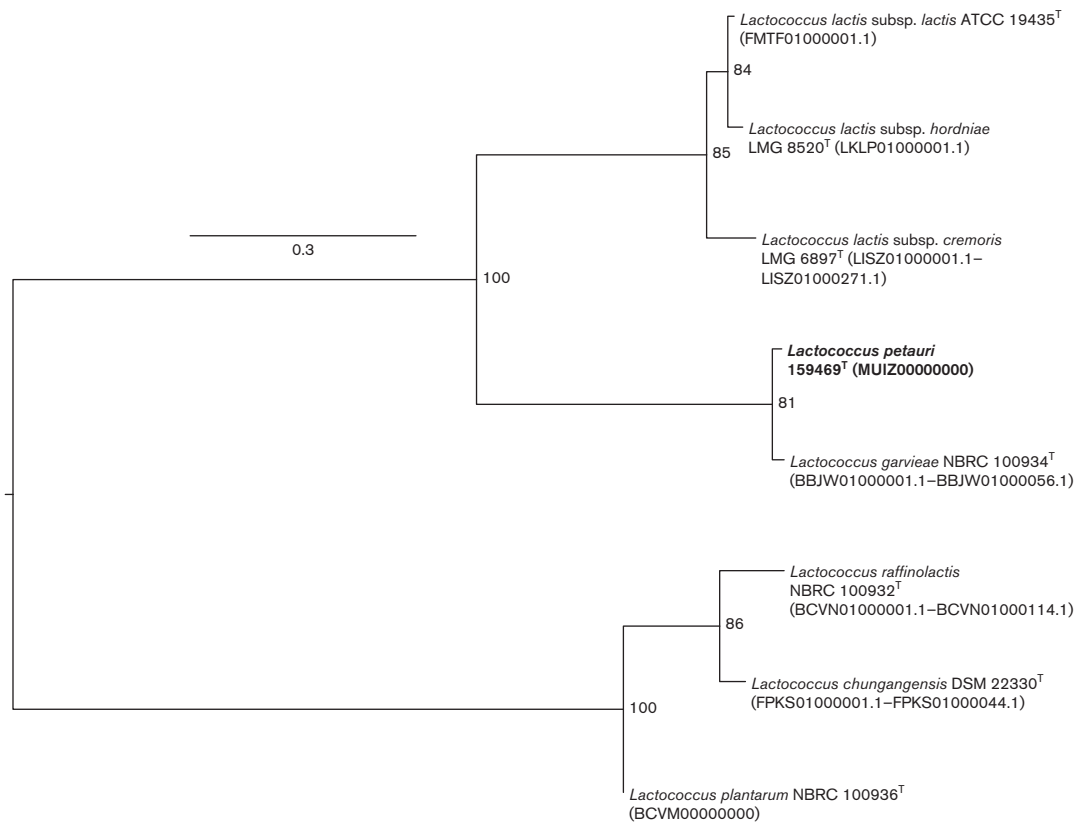 Lactococcus lactis subsp. lactis ATCC 19435ᵀ
(FMTF01000001.1)
84
Lactococcus lactis subsp. hordniae
LMG 8520ᵀ (LKLP01000001.1)
85
Lactococcus lactis subsp. cremoris
LMG 6897ᵀ (LISZ01000001.1–
LISZ01000271.1)
0.3
100
Lactococcus petauri
159469ᵀ (MUIZ00000000)
81
Lactococcus garvieae NBRC 100934ᵀ
(BBJW01000001.1–BBJW01000056.1)
Lactococcus raffinolactis
NBRC 100932ᵀ
(BCVN01000001.1–BCVN01000114.1)
86
Lactococcus chungangensis DSM 22330ᵀ
(FPKS01000001.1–FPKS01000044.1)
100
Lactococcus plantarum NBRC 100936ᵀ
(BCVM00000000)